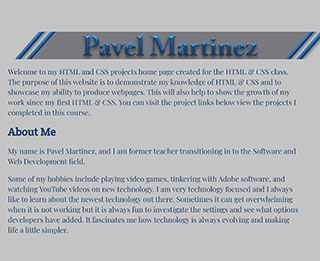 Pavel Martinez
Welcome to my HTML and CSS projects home page created for the HTML & CSS class.
The purpose of this website is to demonstrate my knowledge of HTML & CSS and to
showcase my ability to produce webpages. This will also help to show the growth of my
work since my first HTML & CSS. You can visit the project links below view the projects I
completed in this course.
About Me
My name is Pavel Martinez, and I am former teacher transitioning in to the Software and
Web Development field.
Some of my hobbies include playing video games, tinkering with Adobe software, and
watching YouTube videos on new technology. I am very technology focused and I always
like to learn about the newest technology out there. Sometimes it can get overwhelming
when it is not working but it is always fun to investigate the settings and see what options
developers have added. It fascinates me how technology is always evolving and making
life a little simpler.